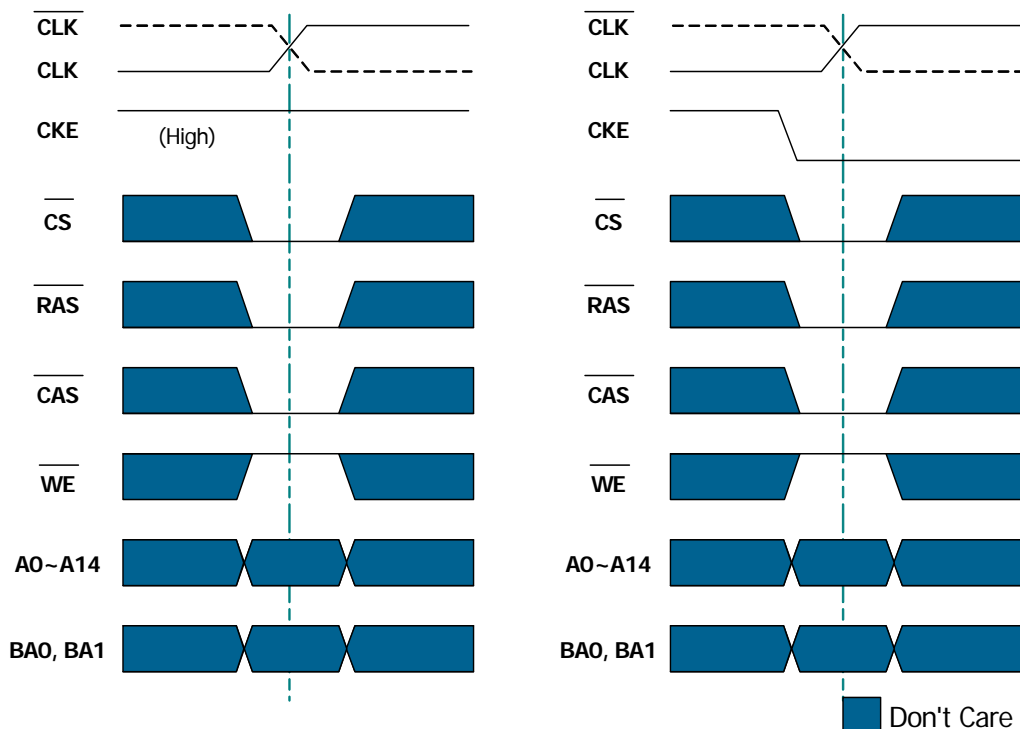 CLK
CLK
CKE
(High)
CS
RAS
CAS
WE
A0~A14
BA0, BA1
CLK
CLK
CKE
CS
RAS
CAS
WE
A0~A14
BA0, BA1
Don't Care